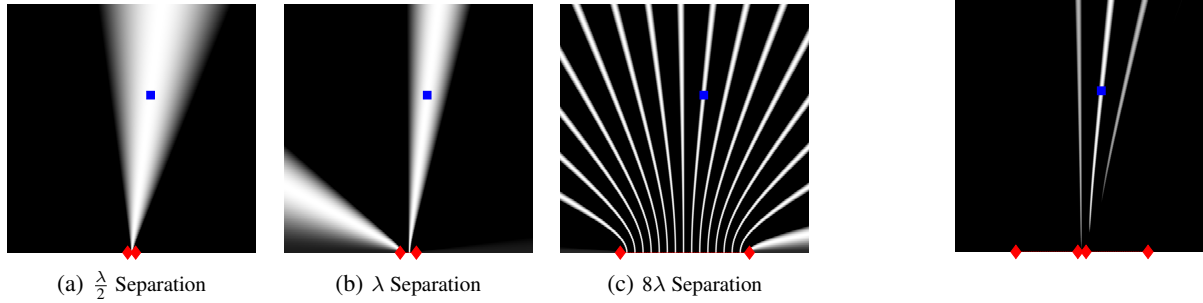 (a) λ/2 Separation
(b) λ Separation
(c) 8λ Separation